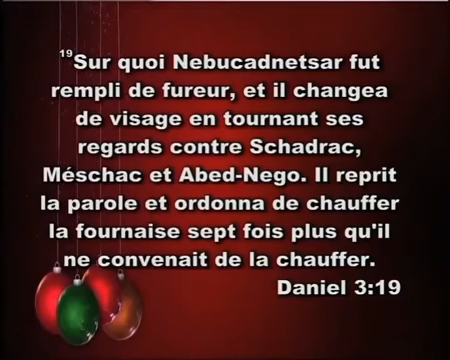 19Sur quoi Nebucadnetsar fut
rempli de fureur, et il changea
de visage en tournant ses
regards contre Schadrac,
Méschac et Abed-Nego. Il reprit
la parole et ordonna de chauffer
la fournaise sept fois plus qu'il
ne convenait de la chauffer.
Daniel 3:19